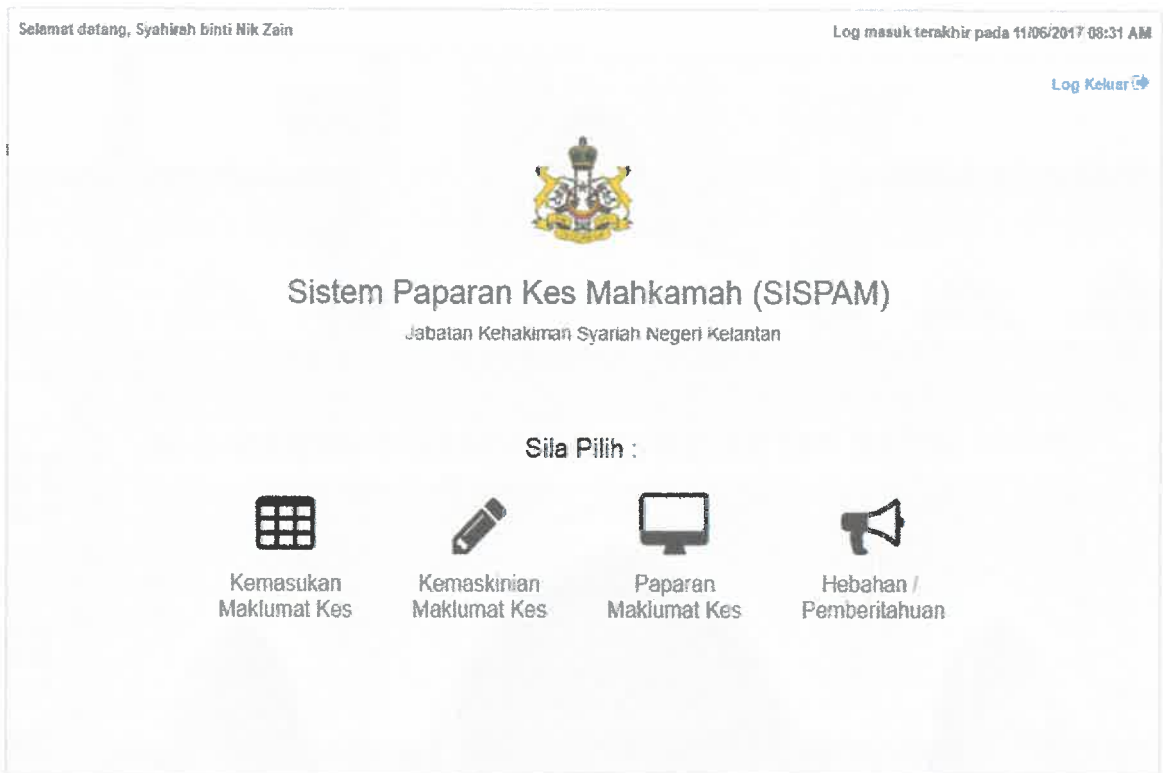 Selamat datang, Syahirah binti Nik Zain
Log masuk terakhir pada 11/06/2017 08:31 AM
Log Keluar
Sistem Paparan Kes Mahkamah (SISPAM)
Jabatan Kehakiman Syariah Negeri Kelantan
Sila Pilih :
Kemasukan
Maklumat Kes
Kemaskinian
Maklumat Kes
Paparan
Maklumat Kes
Hebahan /
Pemberitahuan